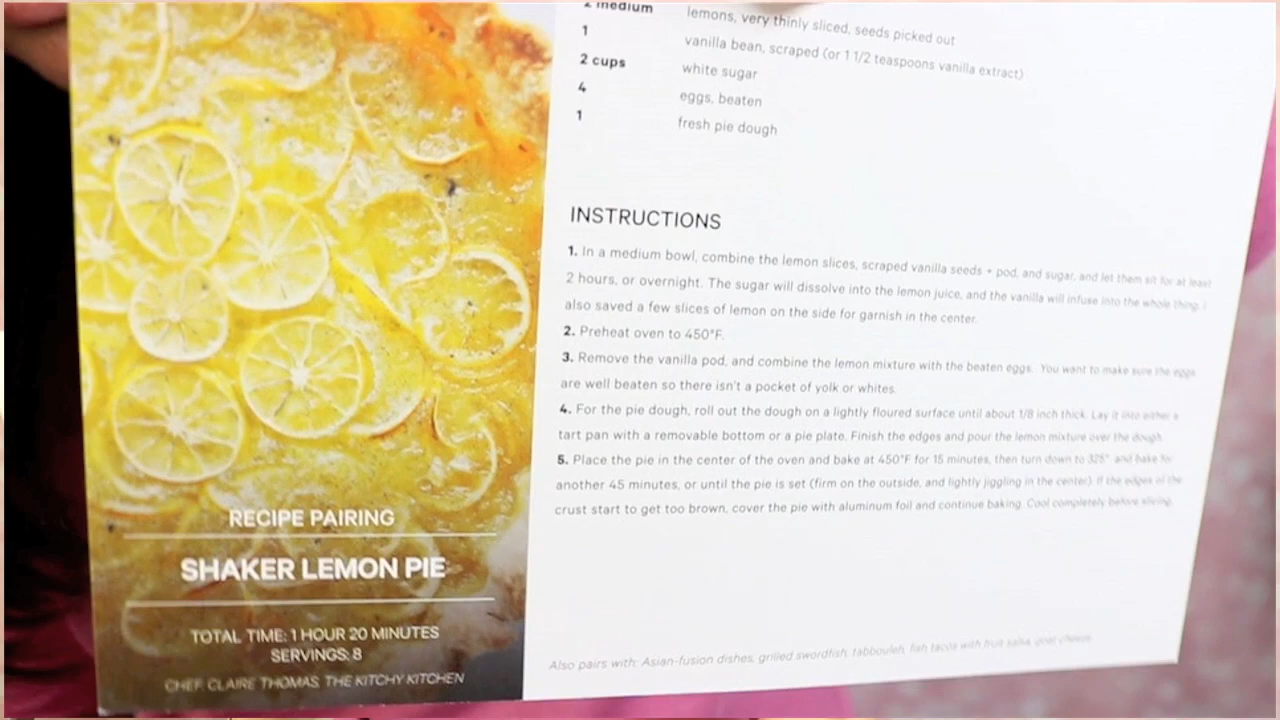 2 medium lemons, very thinly sliced, seeds picked out
1 vanilla bean, scraped (or 1 1/2 teaspoons vanilla extract)
2 cups white sugar
4 eggs, beaten
1 fresh pie dough
INSTRUCTIONS
1. In a medium bowl, combine the lemon slices, scraped vanilla seeds + pod, and sugar, and let them sit for at least
2 hours, or overnight. The sugar will dissolve into the lemon juice, and the vanilla will infuse into the whole thing. I
also saved a few slices of lemon on the side for garnish in the center.
2. Preheat oven to 450°F.
3. Remove the vanilla pod, and combine the lemon mixture with the beaten eggs. You want to make sure the eggs
are well beaten so there isn't a pocket of yolk or whites.
4. For the pie dough, roll out the dough on a lightly floured surface until about 1/8 inch thick. Lay it into either a
tart pan with a removable bottom or a pie plate. Finish the edges and pour the lemon mixture over the dough.
5. Place the pie in the center of the oven and bake at 450°F for 15 minutes, then turn down to 325° and bake for
another 45 minutes, or until the pie is set (firm on the outside, and lightly jiggling in the center). If the edges of the
crust start to get too brown, cover the pie with aluminum foil and continue baking. Cool completely before slicing.
Also pairs with: Asian-fusion dishes, grilled swordfish, tabbouleh, fish tacos with fruit salsa, goat cheese
RECIPE PAIRING
SHAKER LEMON PIE
TOTAL TIME: 1 HOUR 20 MINUTES
SERVINGS: 8
CHEF CLAIRE THOMAS, THE KITCHY KITCHEN